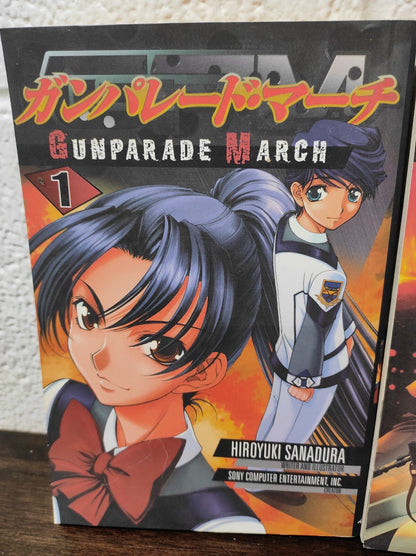 GPM
ガンパレード・マーチ
GUNPARADE MARCH
1
HIROYUKI SANADURA
WRITER AND ILLUSTRATOR
SONY COMPUTER ENTERTAINMENT, INC.
CREATOR